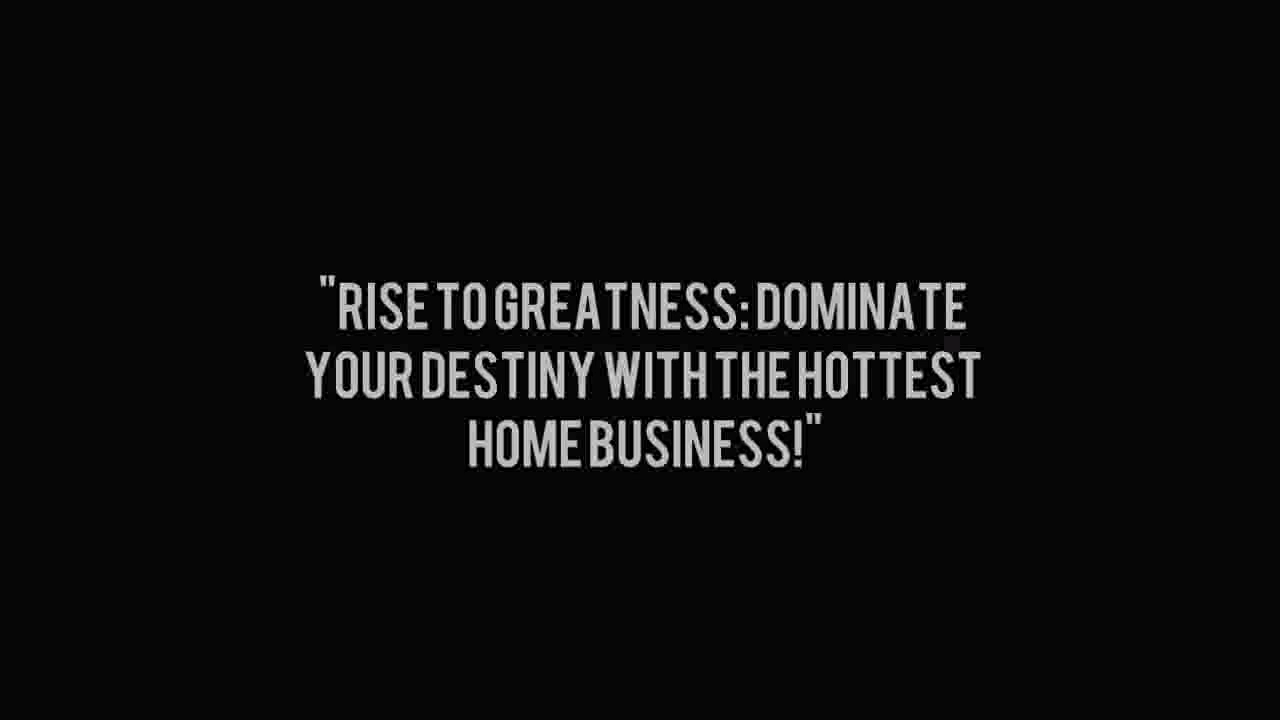 "RISE TO GREATNESS: DOMINATE
YOUR DESTINY WITH THE HOTTEST
HOME BUSINESS!"